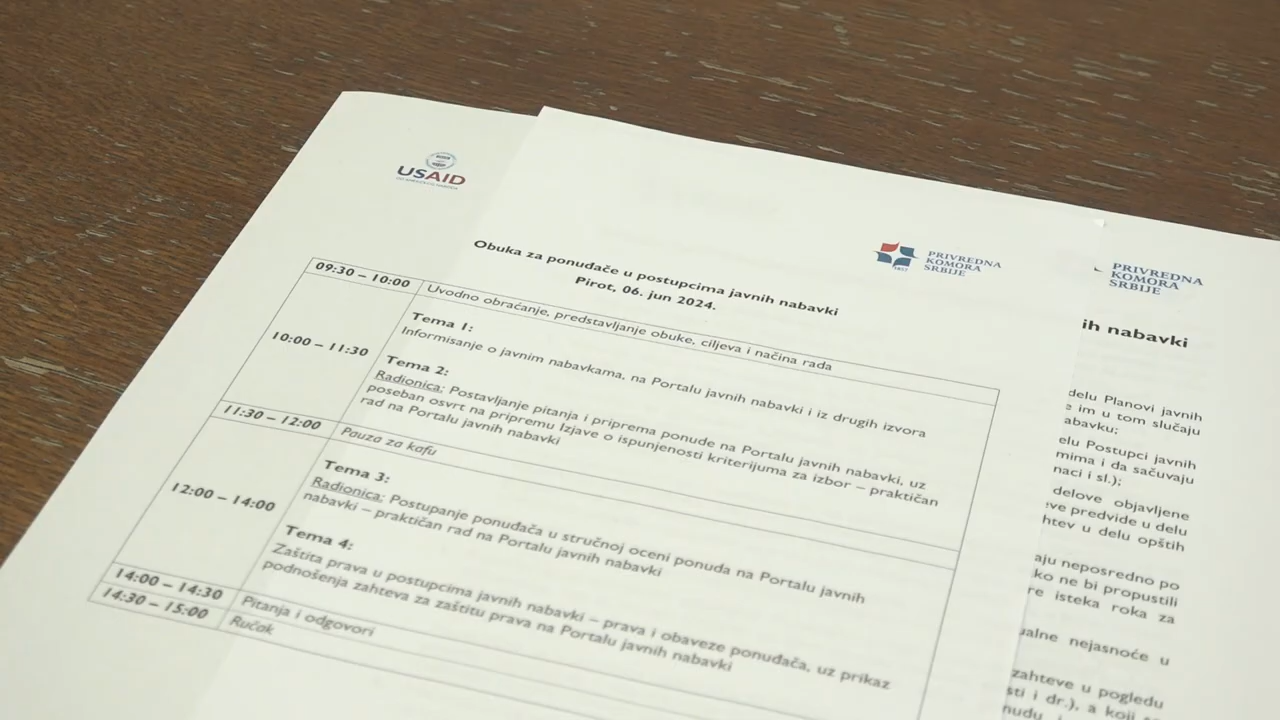 USAID
PRIVREDNA
KOMORA
SRBIJE
Obuka za ponuđače u postupcima javnih nabavki
Pirot, 06. jun 2024.
09:30 – 10:00
Uvodno obraćanje, predstavljanje obuke, ciljeva i načina rada
10:00 – 11:30
Tema 1:
Informisanje o javnim nabavkama, na Portalu javnih nabavki i iz drugih izvora
Tema 2:
Radionica: Postavljanje pitanja i priprema ponude na Portalu javnih nabavki, uz
poseban osvrt na pripremu Izjave o ispunjenosti kriterijuma za izbor – praktičan
rad na Portalu javnih nabavki
11:30 – 12:00
Pauza za kafu
12:00 – 14:00
Tema 3:
Radionica: Postupanje ponuđača u stručnoj oceni ponuda na Portalu javnih
nabavki – praktičan rad na Portalu javnih nabavki
Tema 4:
Zaštita prava u postupcima javnih nabavki – prava i obaveze ponuđača, uz prikaz
podnošenja zahteva za zaštitu prava na Portalu javnih nabavki
14:00 – 14:30
Pitanja i odgovori
14:30 – 15:00
Ručak
PRIVREDNA
KOMORA
SRBIJE
ih nabavki
delu Planovi javnih
e im u tom slučaju
abavku;
elu Postupci javnih
mima i da sačuvaju
naci i sl.);
delove objavljene
eve predvide u delu
htev u delu opštih
aju neposredno po
ko ne bi propustili
re isteka roka za
alne nejasnoće u
zahteve u pogledu
sti i dr.), a koji
nudu i